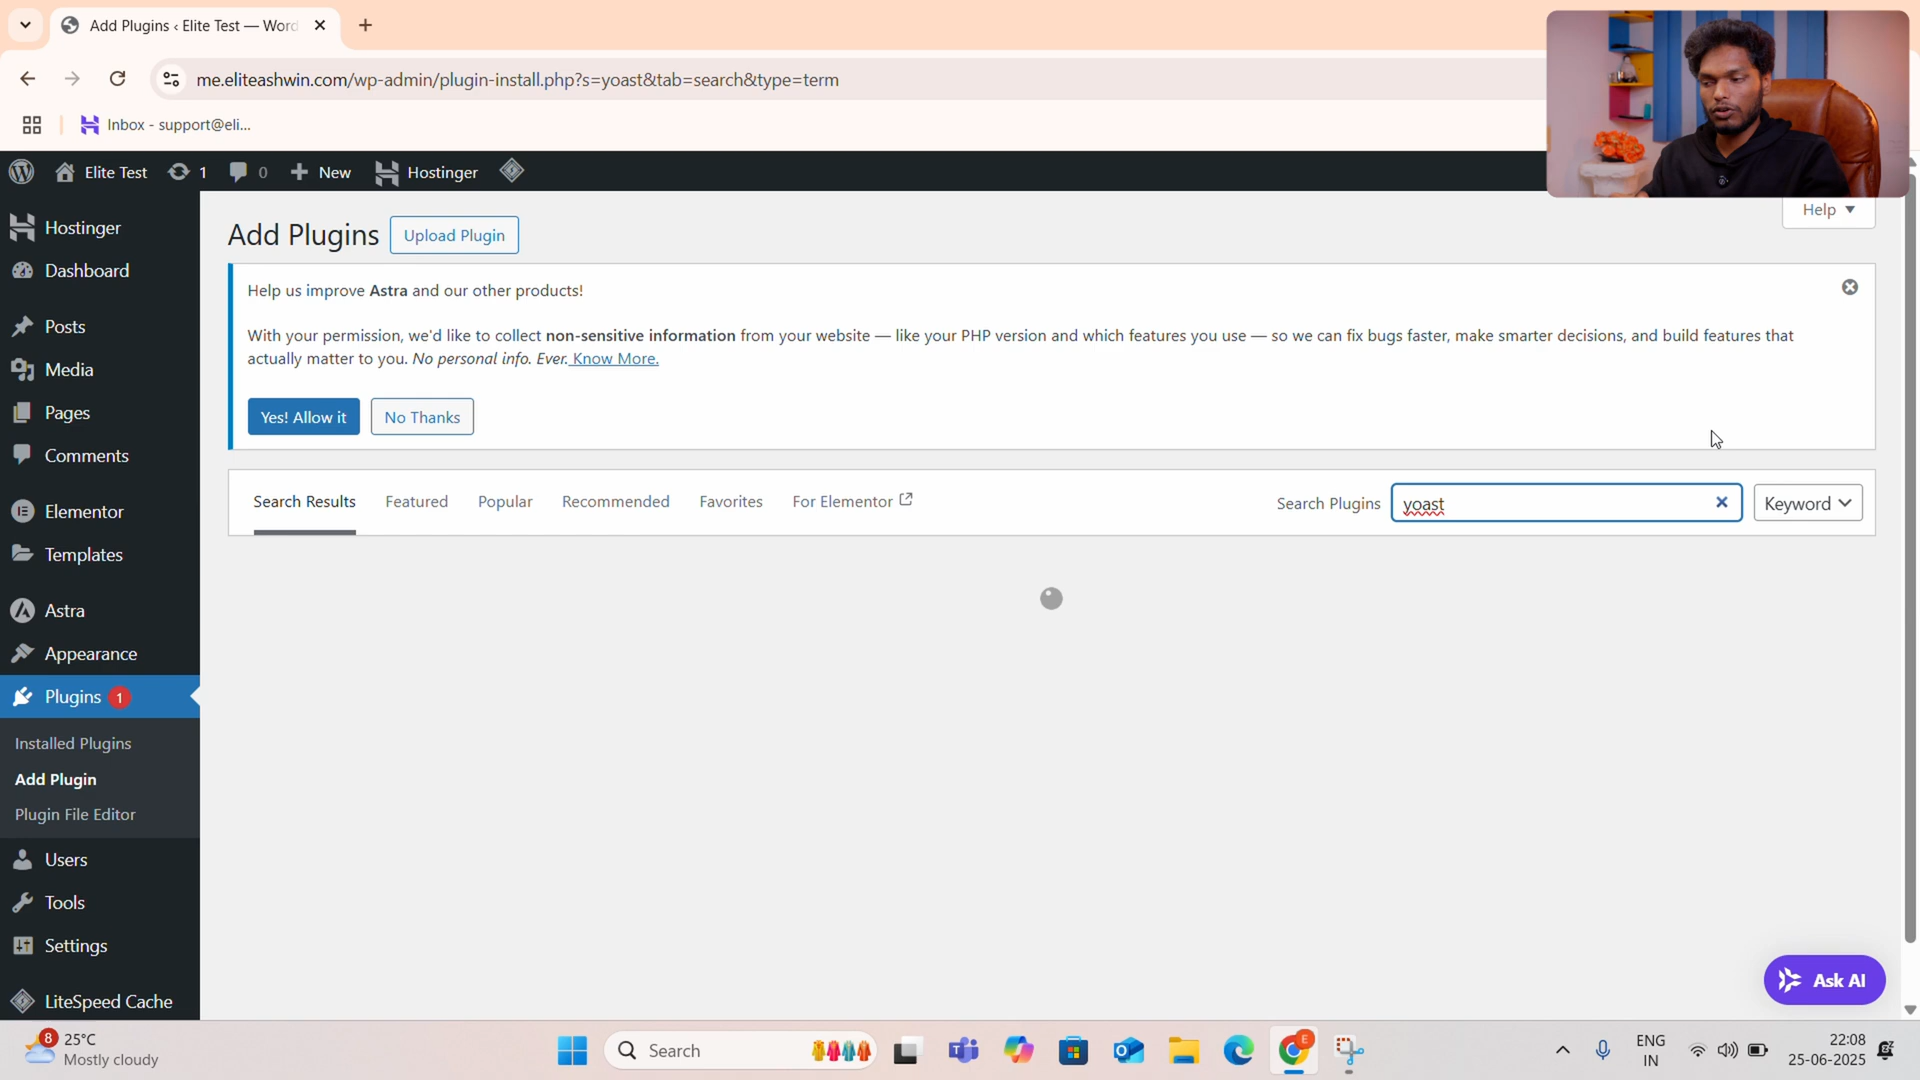 Add Plugins ‹ Elite Test — Word
me.eliteashwin.com/wp-admin/plugin-install.php?s=yoast&tab=search&type=term
Inbox - support@eli...
Elite Test
1
0
New
Hostinger
Help
Hostinger
Dashboard
Posts
Media
Pages
Comments
Elementor
Templates
Astra
Appearance
Plugins 1
Installed Plugins
Add Plugin
Plugin File Editor
Users
Tools
Settings
LiteSpeed Cache
Add Plugins
Upload Plugin
Help us improve Astra and our other products!
With your permission, we'd like to collect non-sensitive information from your website — like your PHP version and which features you use — so we can fix bugs faster, make smarter decisions, and build features that
actually matter to you. No personal info. Ever. Know More.
Yes! Allow it
No Thanks
Search Results
Featured
Popular
Recommended
Favorites
For Elementor
Search Plugins
yoast
Keyword
Ask AI
8
25°C
Mostly cloudy
Search
E
ENG
IN
22:08
25-06-2025